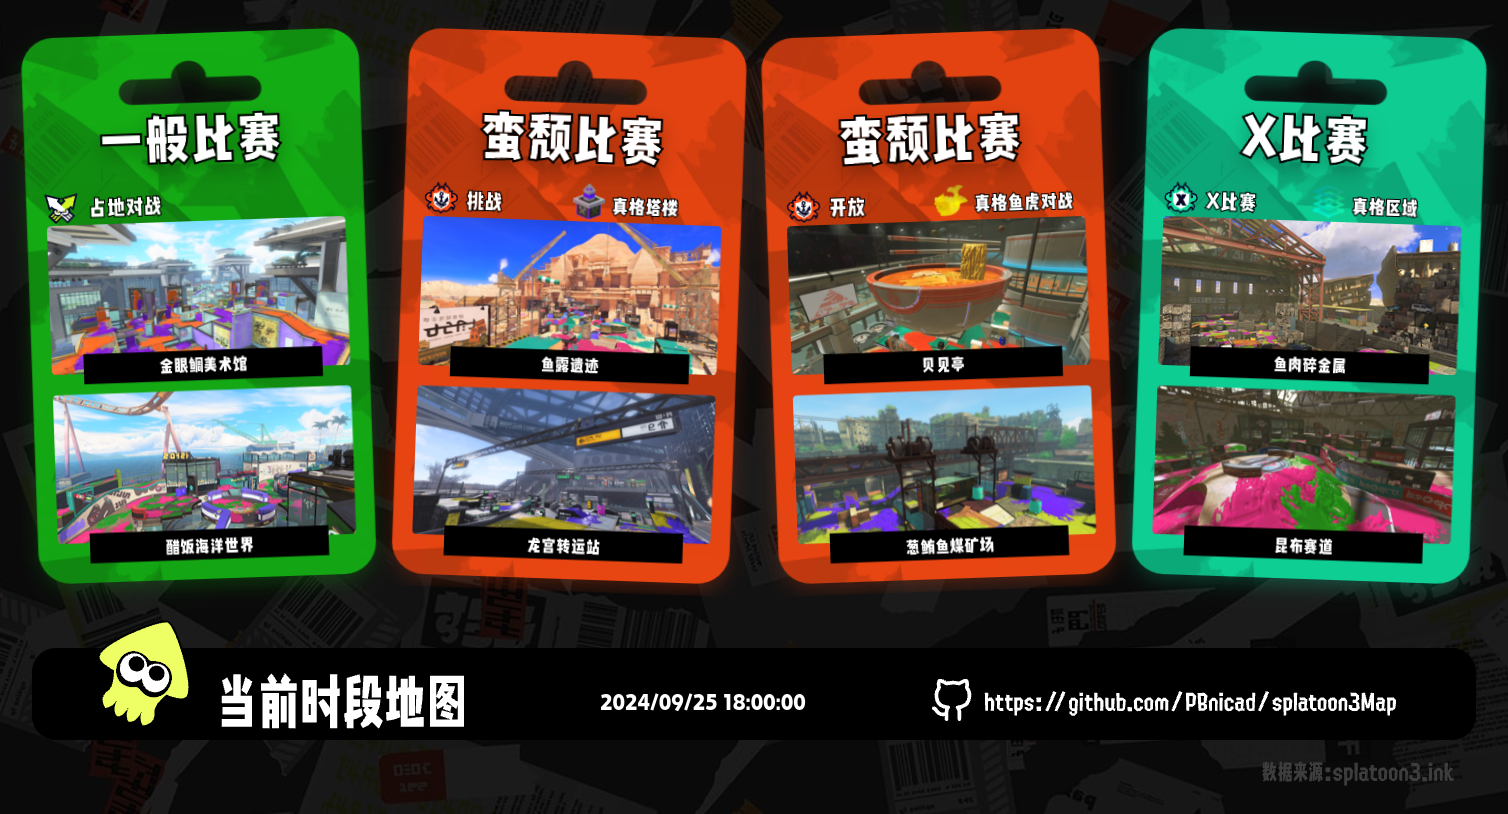 一般比赛
占地对战
金眼鲷美术馆
醋饭海洋世界
蛮颓比赛
挑战
真格塔楼
鱼露遗迹
龙宫转运站
蛮颓比赛
开放
真格鱼虎对战
贝见亭
葱鲔鱼煤矿场
X比赛
X比赛
真格区域
鱼肉碎金属
昆布赛道
当前时段地图
2024/09/25 18:00:00
https://github.com/PBnicad/splatoon3Map
数据来源:splatoon3.ink